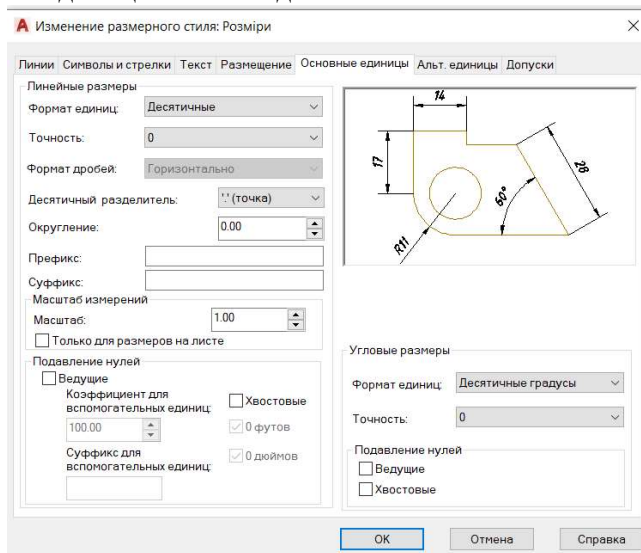 Изменение размерного стиля: Розміри
Линии Символы и стрелки Текст Размещение Основные единицы Альт. единицы Допуски
Линейные размеры
Формат единиц: Десятичные
Точность: 0
Формат дробей: Горизонтально
Десятичный разделитель: '.' (точка)
Округление: 0.00
Префикс:
Суффикс:
Масштаб измерений
Масштаб: 1.00
Только для размеров на листе
Подавление нулей
Ведущие
Коэффициент для
вспомогательных единиц:
100.00
Суффикс для
вспомогательных единиц:
Хвостовые
0 футов
0 дюймов
14
17
28
60°
R11
Угловые размеры
Формат единиц: Десятичные градусы
Точность: 0
Подавление нулей
Ведущие
Хвостовые
ОК Отмена Справка